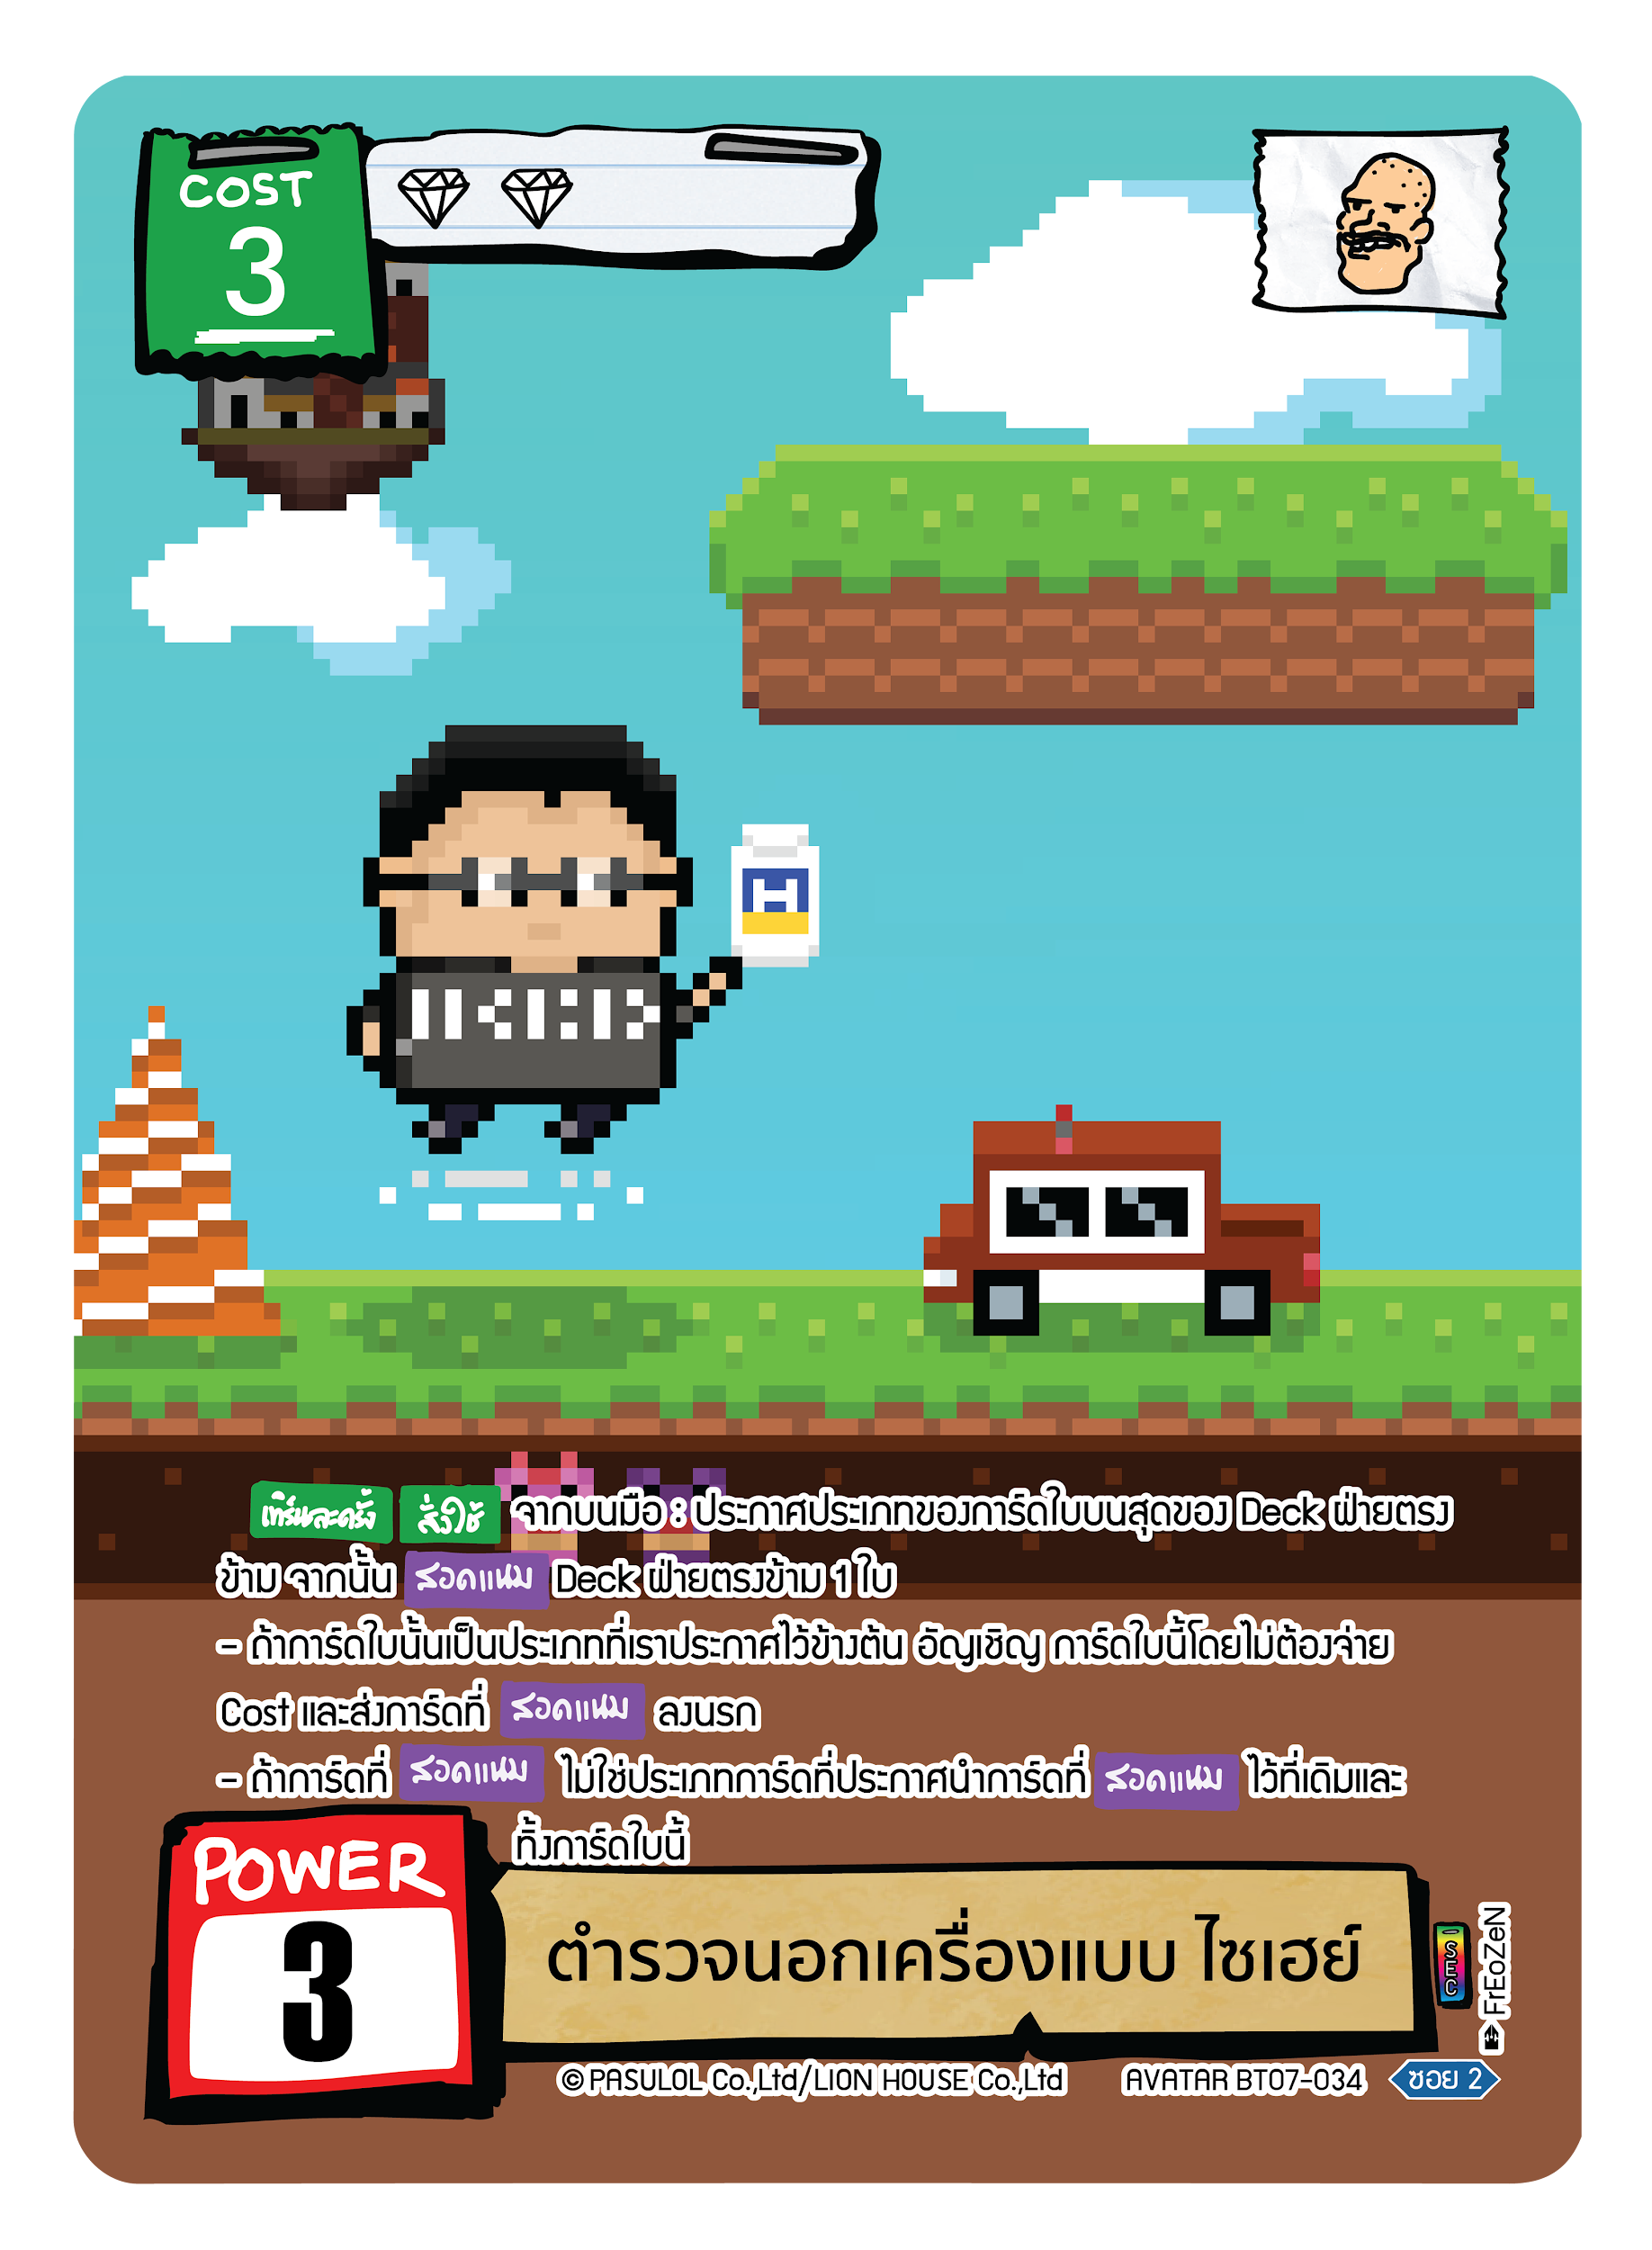 COST
3
เทิร์นละครั้ง สั่งใช้ จากบนมือ : ประกาศประเภทของการ์ดใบบนสุดของ Deck ฝ่ายตรง
ข้าม จากนั้น สอดแนม Deck ฝ่ายตรงข้าม 1 ใบ
- ถ้าการ์ดใบนั้นเป็นประเภทที่เราประกาศไว้ข้างต้น อัญเชิญ การ์ดใบนี้โดยไม่ต้องจ่าย
Cost และส่งการ์ดที่ สอดแนม ลงนรก
- ถ้าการ์ดที่ สอดแนม ไม่ใช่ประเภทการ์ดที่ประกาศนำการ์ดที่ สอดแนม ไว้ที่เดิมและ
ทิ้งการ์ดใบนี้
POWER
3
ตำรวจนอกเครื่องแบบ ไซเฮย์
SEC
FrEoZeN
© PASULOL Co.,Ltd/LION HOUSE Co.,Ltd AVATAR BT07-034 ซอย 2
H